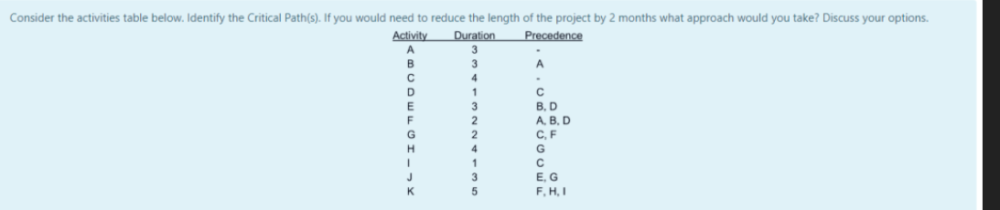 Consider the activities table below. Identify the Critical Path(s). If you would need to reduce the length of the project by 2 months what approach would you take? Discuss your options.
Activity Duration Precedence
A 3 -
B 3 A
C 4 -
D 1 C
E 3 B, D
F 2 A, B, D
G 2 C, F
H 4 G
I 1 C
J 3 E, G
K 5 F, H, I